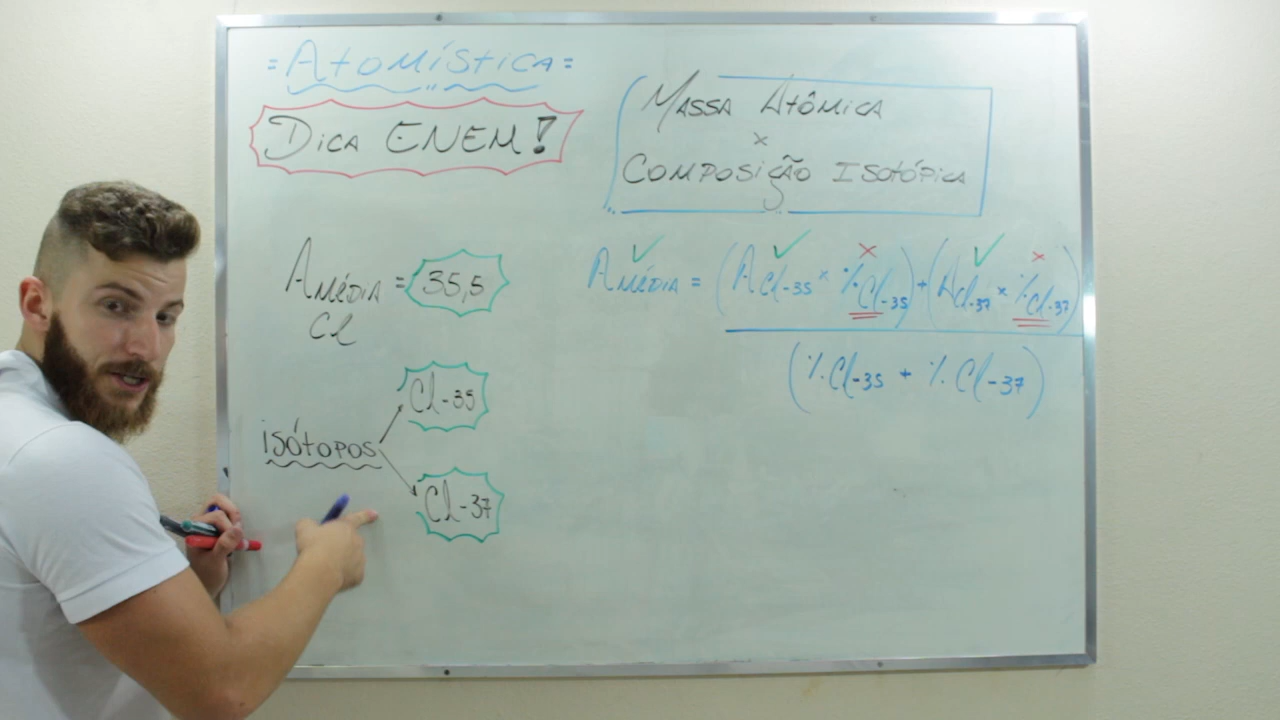 = Atomística =
Dica ENEM!
Massa Atômica
x
Composição Isotópica
A média = 35,5
Cl
isótopos
Cl-35
Cl-37
A média = (A Cl-35 x % Cl-35) + (A Cl-37 x % Cl-37)
(% Cl-35 + % Cl-37)